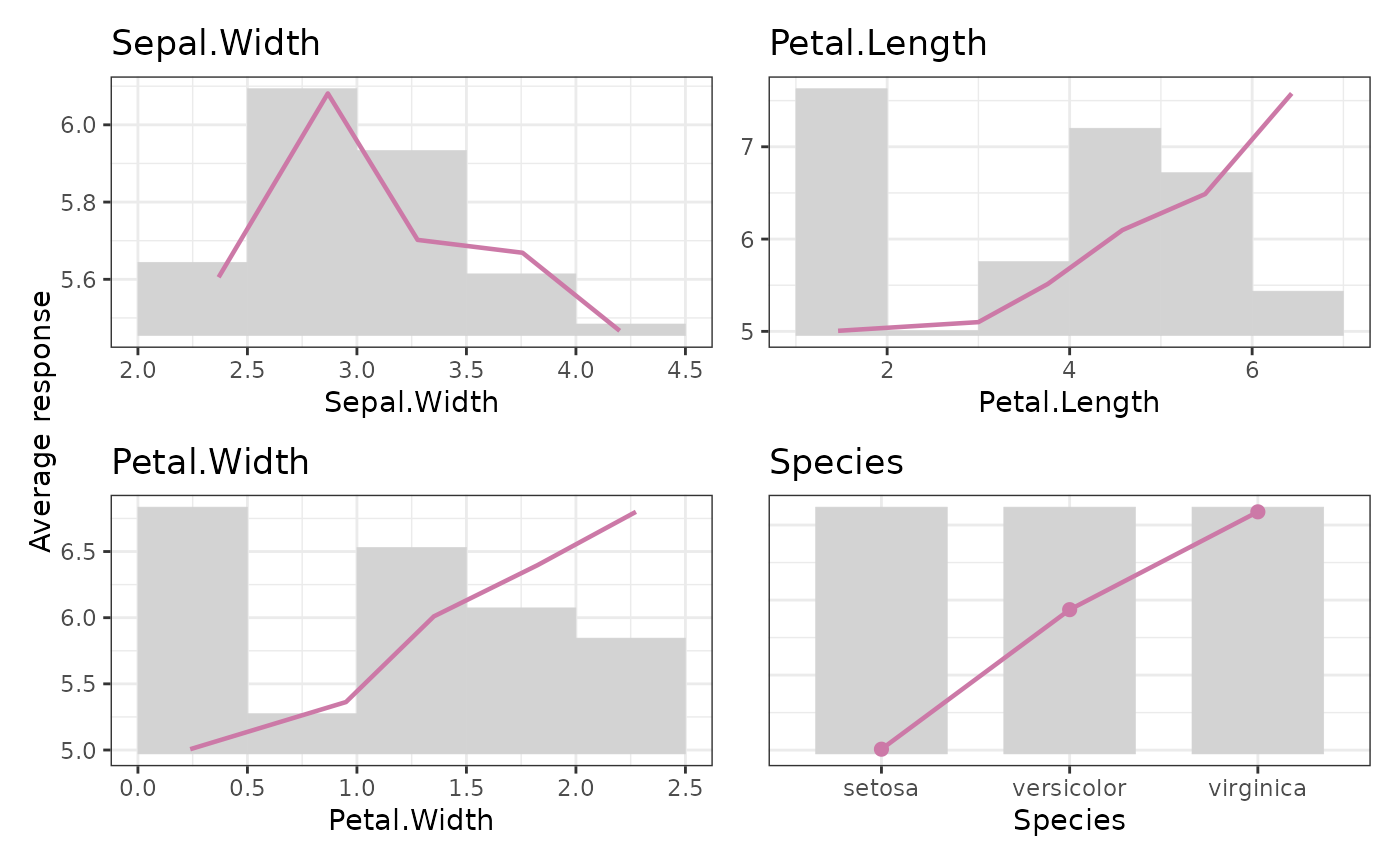 Sepal.Width
6.0
5.8
5.6
2.0 2.5 3.0 3.5 4.0 4.5
Sepal.Width
Petal.Length
7
6
5
2 4 6
Petal.Length
Average response
Petal.Width
6.5
6.0
5.5
5.0
0.0 0.5 1.0 1.5 2.0 2.5
Petal.Width
Species
setosa versicolor virginica
Species